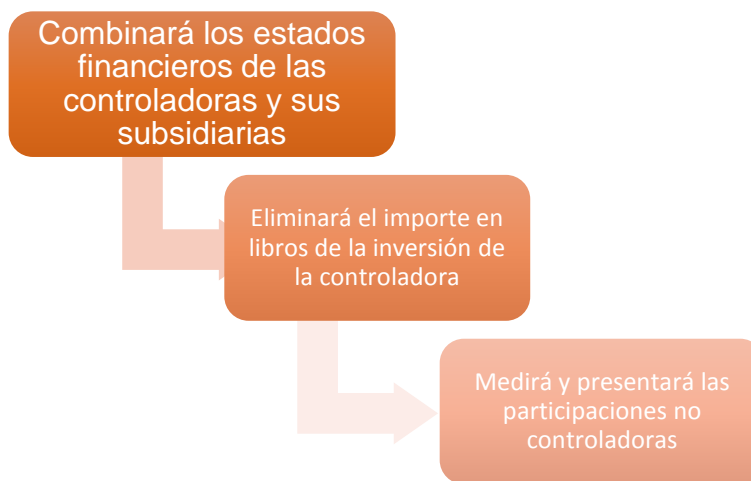 Combinará los estados
financieros de las
controladoras y sus
subsidiarias
Eliminará el importe en
libros de la inversión de
la controladora
Medirá y presentará las
participaciones no
controladoras